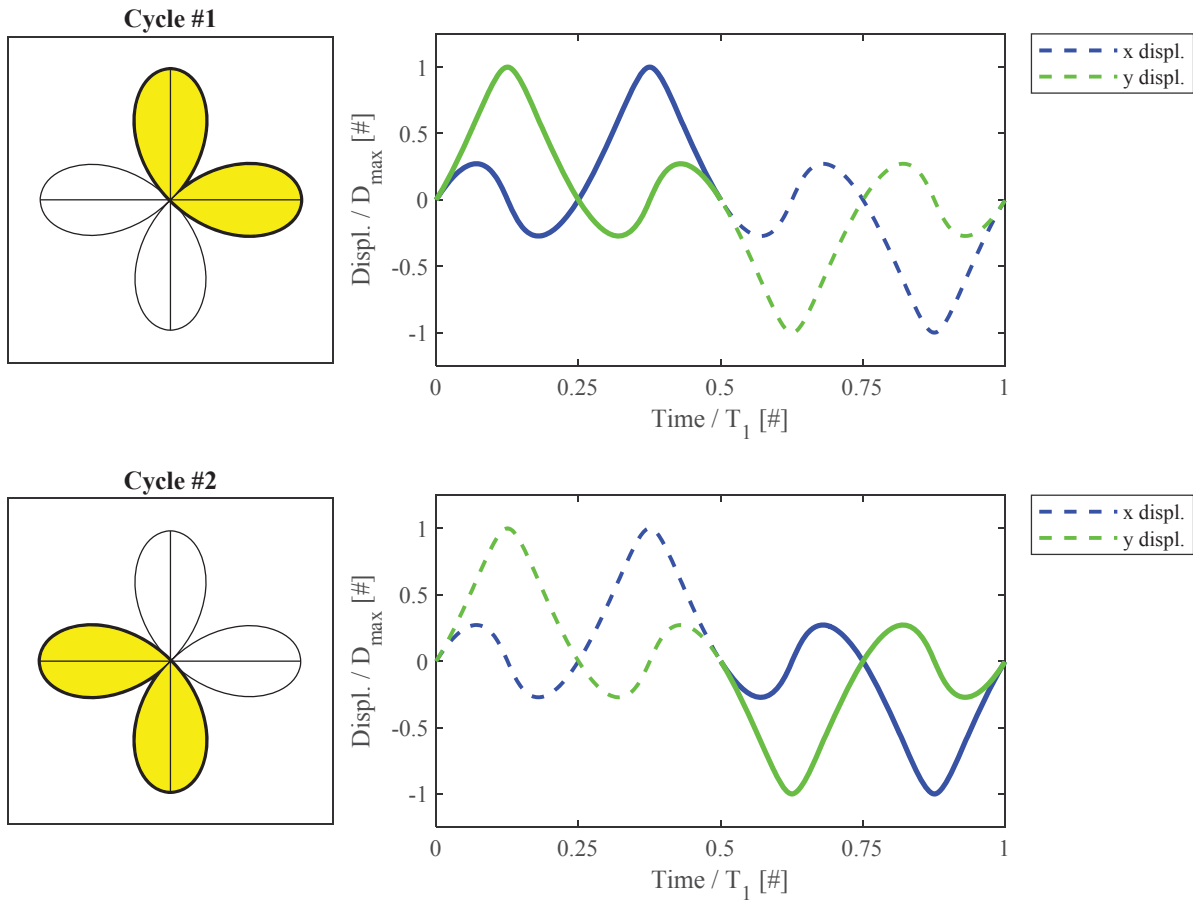 Cycle #1
x displ.
y displ.
Displ. / D_max [#]
1
0.5
0
-0.5
-1
0
0.25
0.5
0.75
1
Time / T_1 [#]
Cycle #2
x displ.
y displ.
Displ. / D_max [#]
1
0.5
0
-0.5
-1
0
0.25
0.5
0.75
1
Time / T_1 [#]